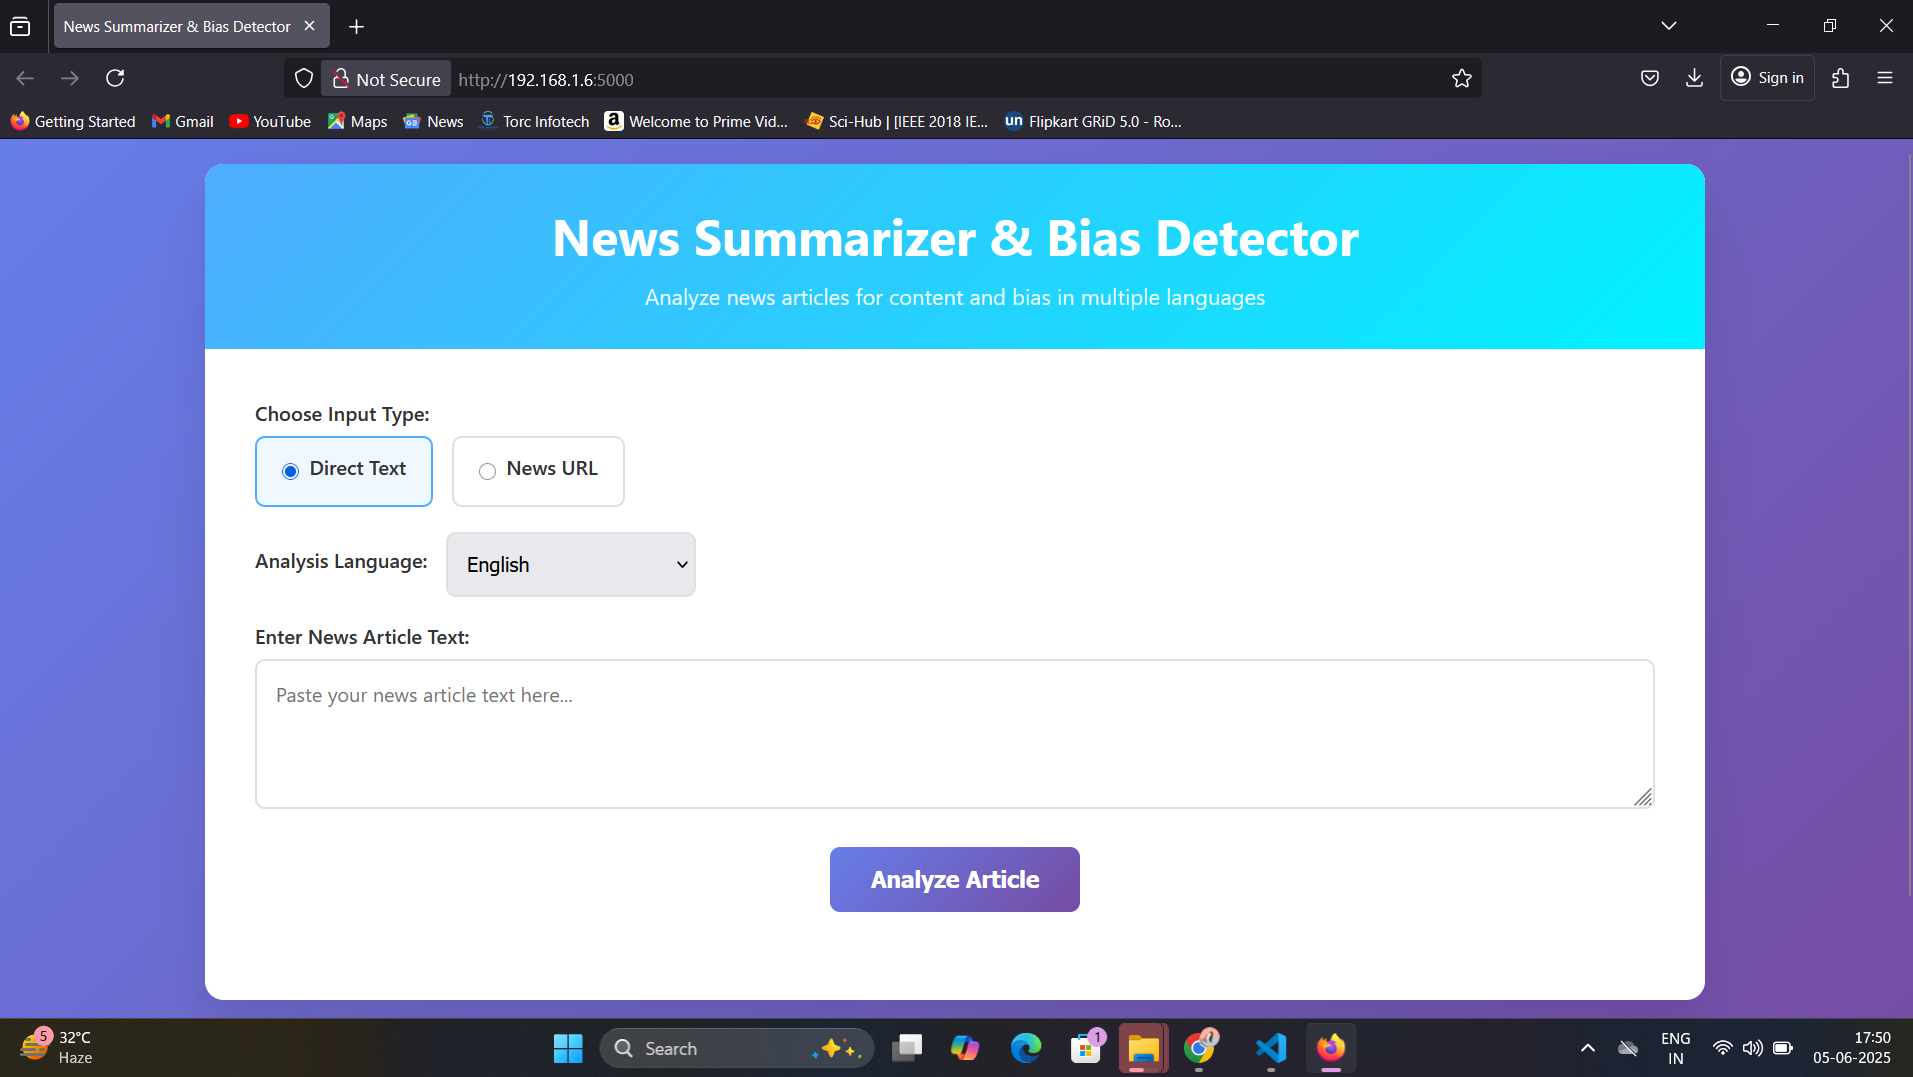 News Summarizer & Bias Detector
Not Secure http://192.168.1.6:5000
Sign in
Getting Started Gmail YouTube Maps News Torc Infotech Welcome to Prime Vid... Sci-Hub | [IEEE 2018 IE... Flipkart GRiD 5.0 - Ro...
News Summarizer & Bias Detector
Analyze news articles for content and bias in multiple languages
Choose Input Type:
Direct Text News URL
Analysis Language: English
Enter News Article Text:
Paste your news article text here...
Analyze Article
5 32°C
Haze
Search
1
ENG
IN
17:50
05-06-2025